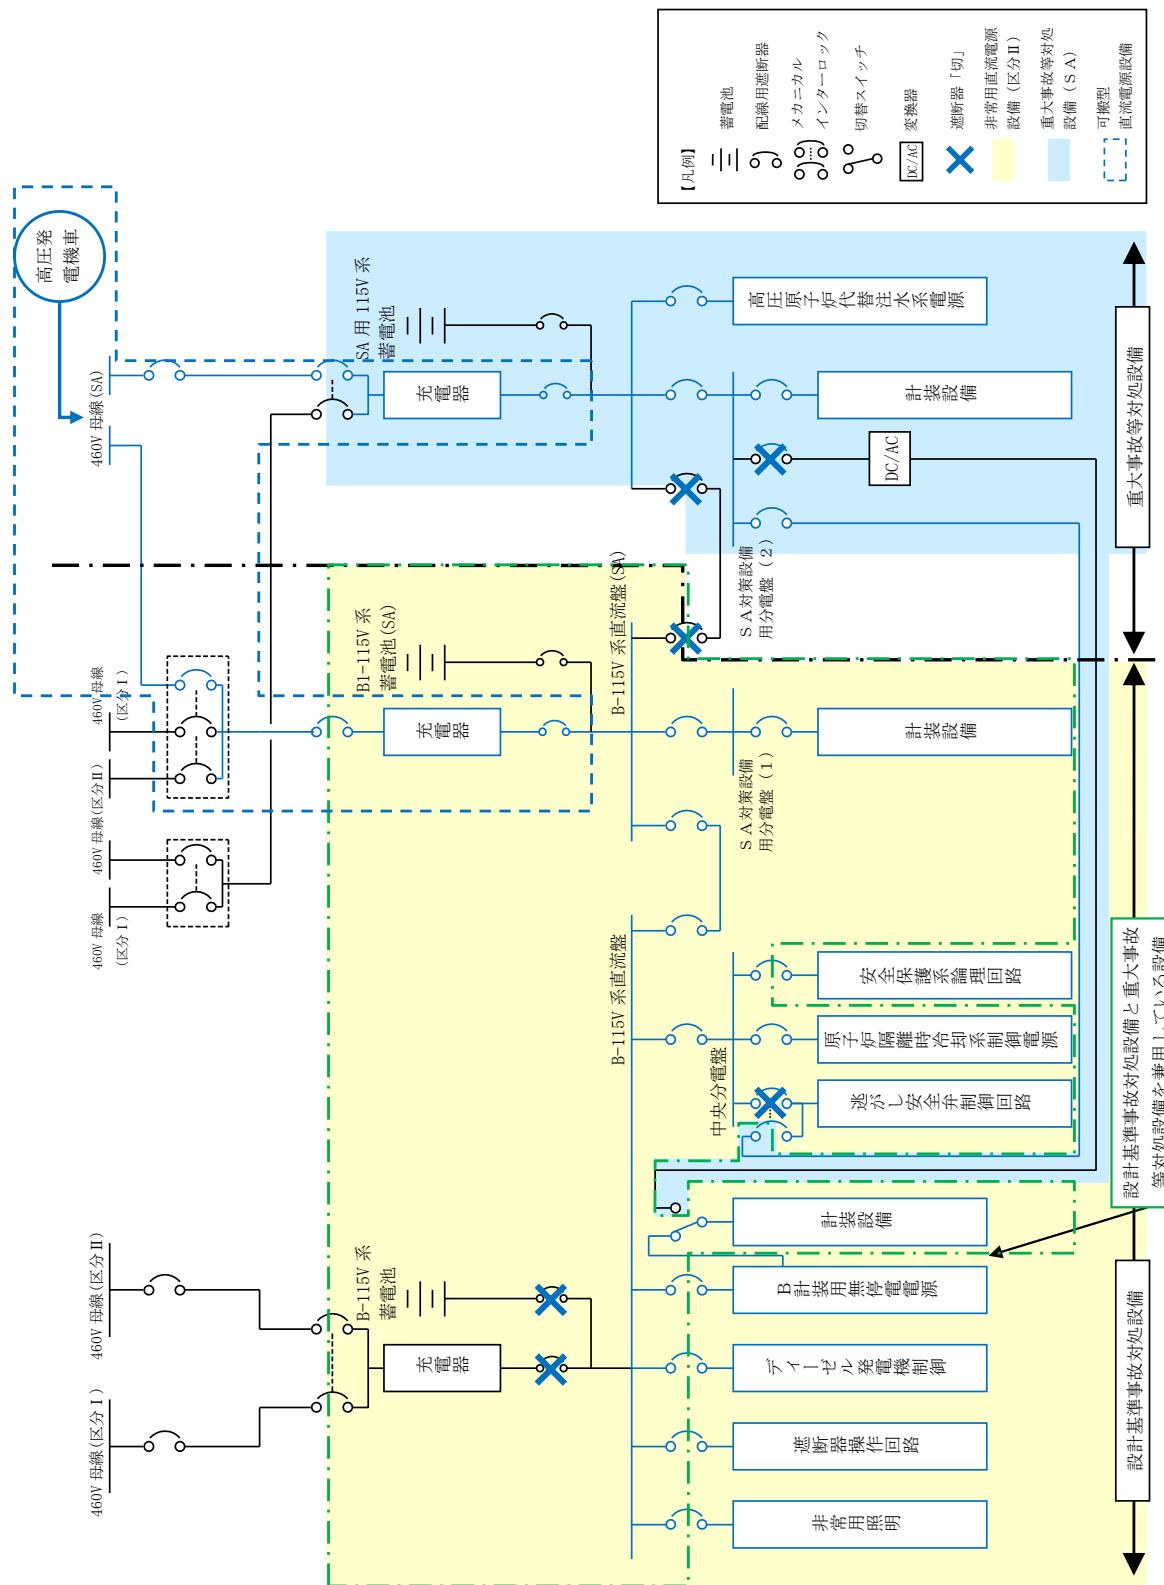 【凡例】
蓄電池
配線用遮断器
メカニカル
インターロック
切替スイッチ
DC/AC
変換器
遮断器「切」
非常用直流電源
設備（区分Ⅱ）
重大事故等対処
設備（ＳＡ）
可搬型
直流電源設備
高圧発
電機車
460V 母線(SA)
SA 用 115V 系
蓄電池
充電器
高圧原子炉代替注水系電源
計装設備
DC/AC
ＳＡ対策設備
用分電盤（2）
重大事故等対処設備
460V 母線
(区分Ⅰ)
460V 母線(区分Ⅱ)
460V 母線
(区分Ⅰ)
B1-115V 系
蓄電池(SA)
充電器
B-115V 系直流盤(SA)
計装設備
ＳＡ対策設備
用分電盤（1）
B-115V 系直流盤
中央分電盤
安全保護系論理回路
原子炉隔離時冷却系制御電源
逃がし安全弁制御回路
設計基準事故対処設備と重大事故
等対処設備を兼用している設備
460V 母線(区分Ⅱ)
460V 母線(区分Ⅰ)
B-115V 系
蓄電池
充電器
計装設備
B計装用無停電電源
ディーゼル発電機制御
遮断器操作回路
非常用照明
設計基準事故対処設備